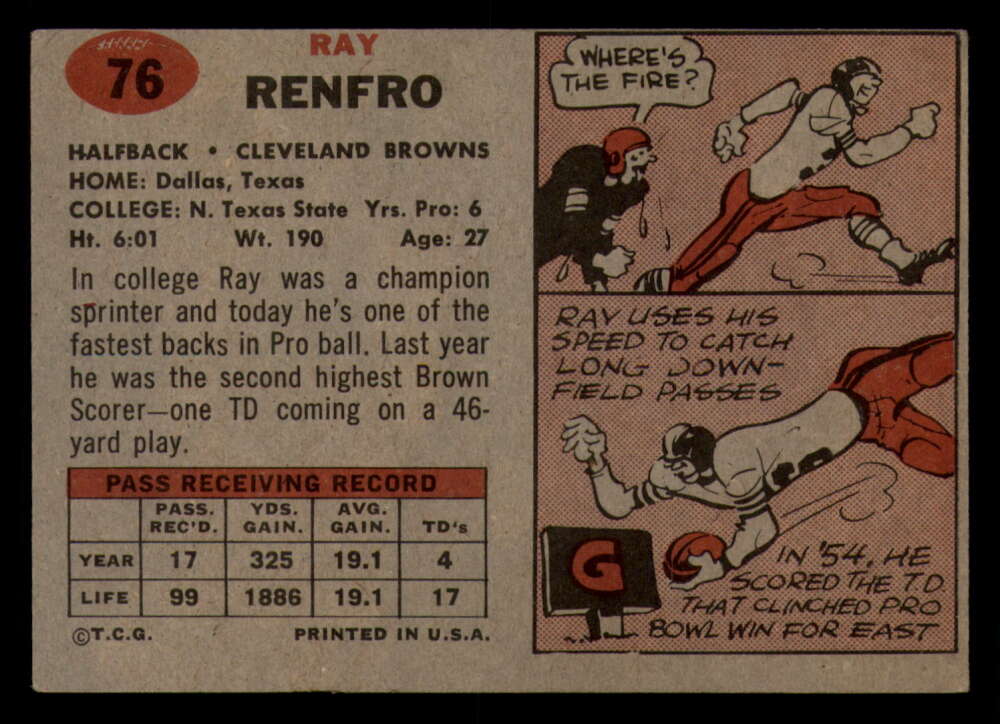 76
RAY
RENFRO
HALFBACK • CLEVELAND BROWNS
HOME: Dallas, Texas
COLLEGE: N. Texas State Yrs. Pro: 6
Ht. 6:01 Wt. 190 Age: 27
In college Ray was a champion
sprinter and today he's one of the
fastest backs in Pro ball. Last year
he was the second highest Brown
Scorer—one TD coming on a 46-
yard play.
PASS RECEIVING RECORD
PASS. REC'D. YDS. GAIN. AVG. GAIN. TD's
YEAR 17 325 19.1 4
LIFE 99 1886 19.1 17
©T.C.G. PRINTED IN U.S.A.
WHERE'S
THE FIRE?
RAY USES HIS
SPEED TO CATCH
LONG DOWN-
FIELD PASSES
G
IN '54, HE
SCORED THE TD
THAT CLINCHED PRO
BOWL WIN FOR EAST